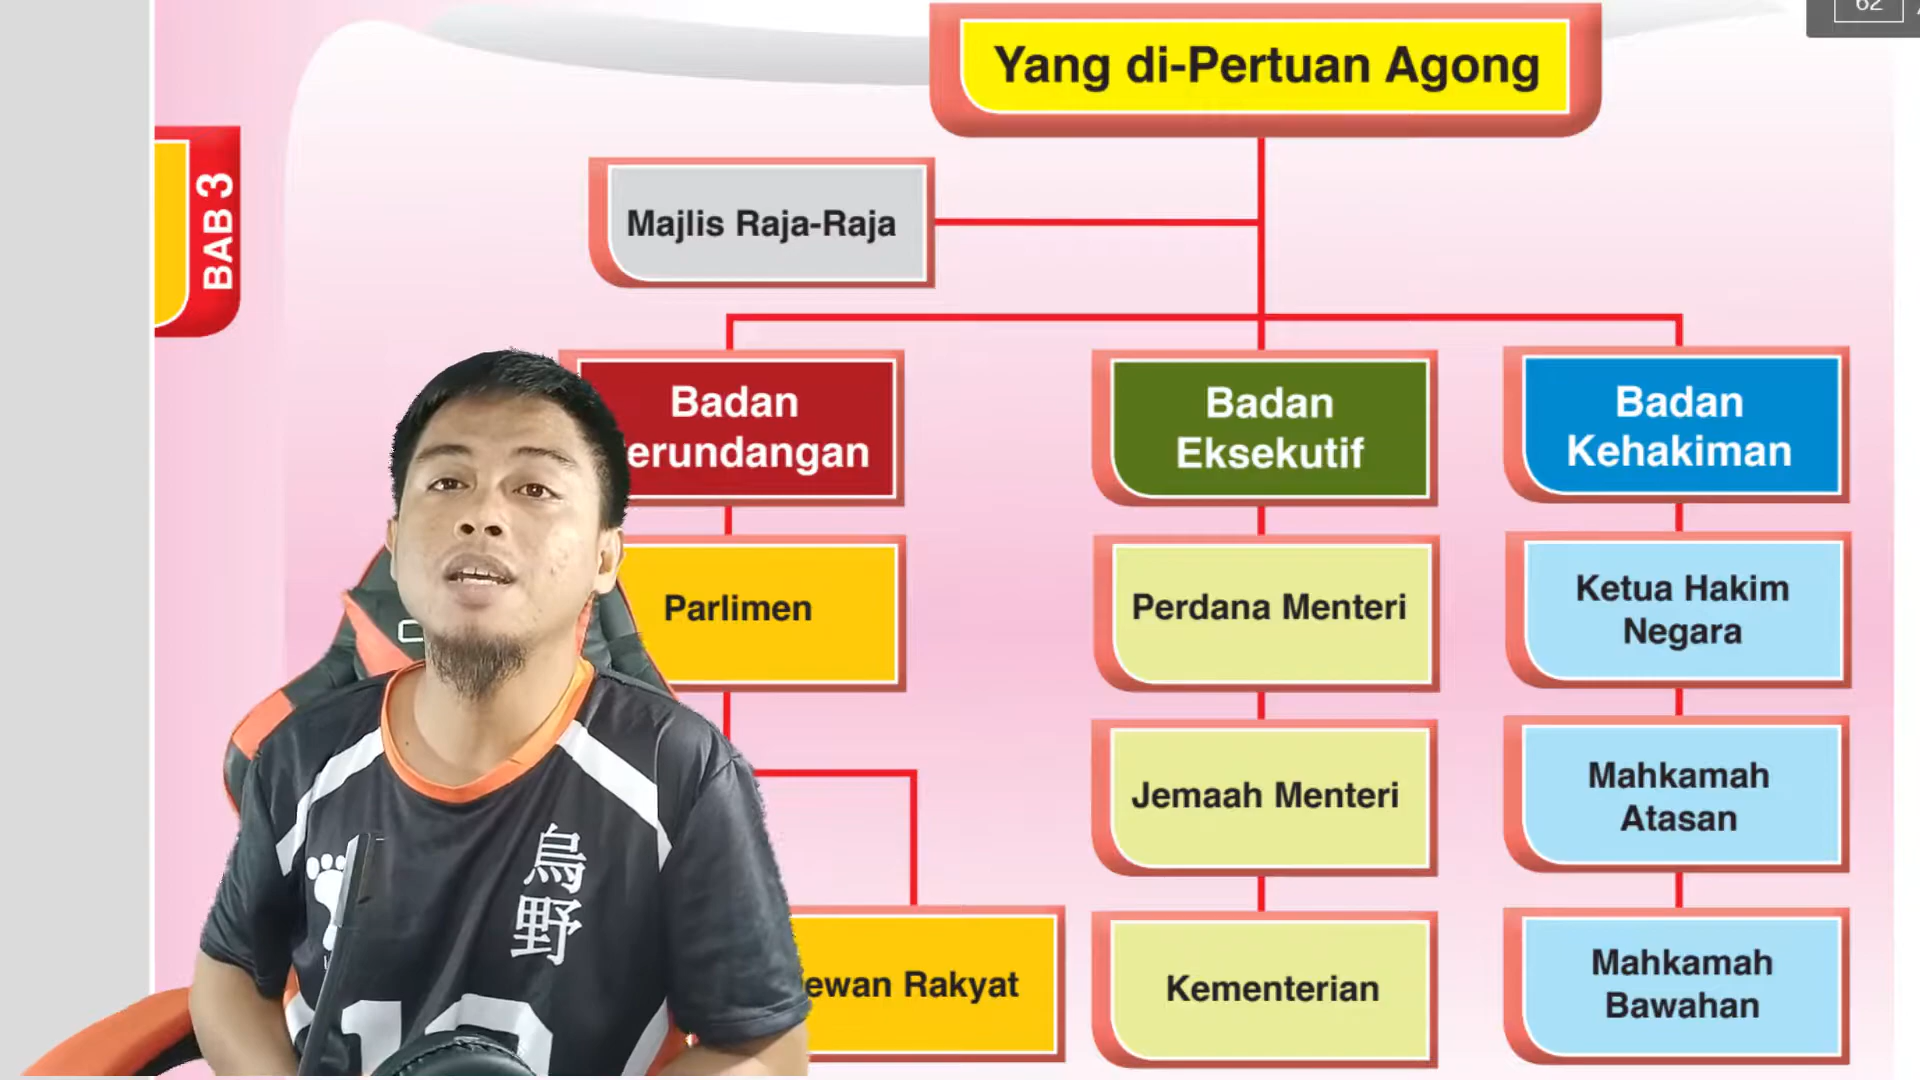 62
Yang di-Pertuan Agong
Majlis Raja-Raja
BAB 3
Badan
erundangan
Badan
Eksekutif
Badan
Kehakiman
Parlimen
Perdana Menteri
Ketua Hakim
Negara
Jemaah Menteri
Mahkamah
Atasan
烏野
ewan Rakyat
Kementerian
Mahkamah
Bawahan